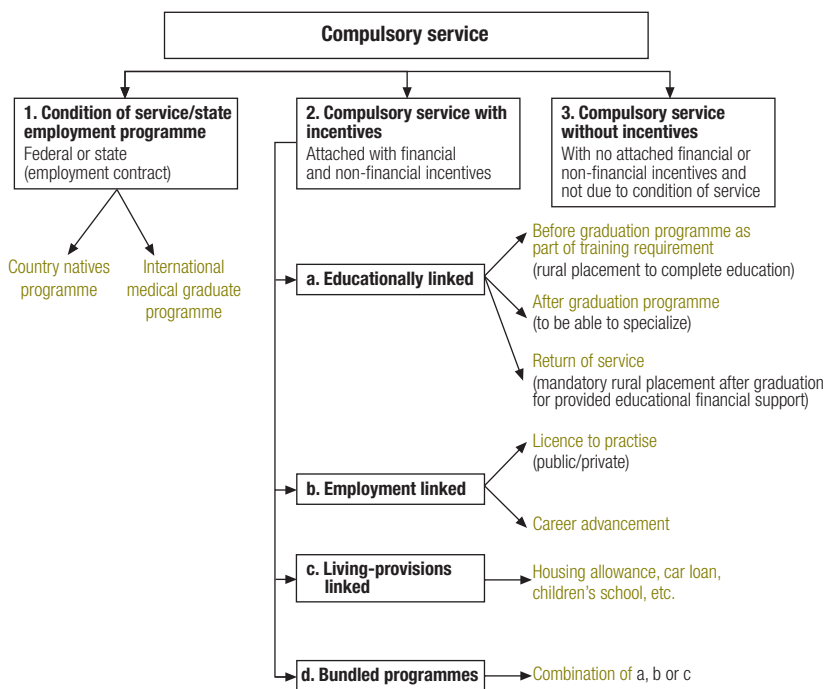 Compulsory service
1. Condition of service/state
employment programme
Federal or state
(employment contract)
2. Compulsory service with
incentives
Attached with financial
and non-financial incentives
3. Compulsory service
without incentives
With no attached financial or
non-financial incentives and
not due to condition of service
Country natives
programme
International
medical graduate
programme
a. Educationally linked
Before graduation programme as
part of training requirement
(rural placement to complete education)
After graduation programme
(to be able to specialize)
Return of service
(mandatory rural placement after graduation
for provided educational financial support)
b. Employment linked
Licence to practise
(public/private)
Career advancement
c. Living-provisions
linked
Housing allowance, car loan,
children’s school, etc.
d. Bundled programmes
Combination of a, b or c